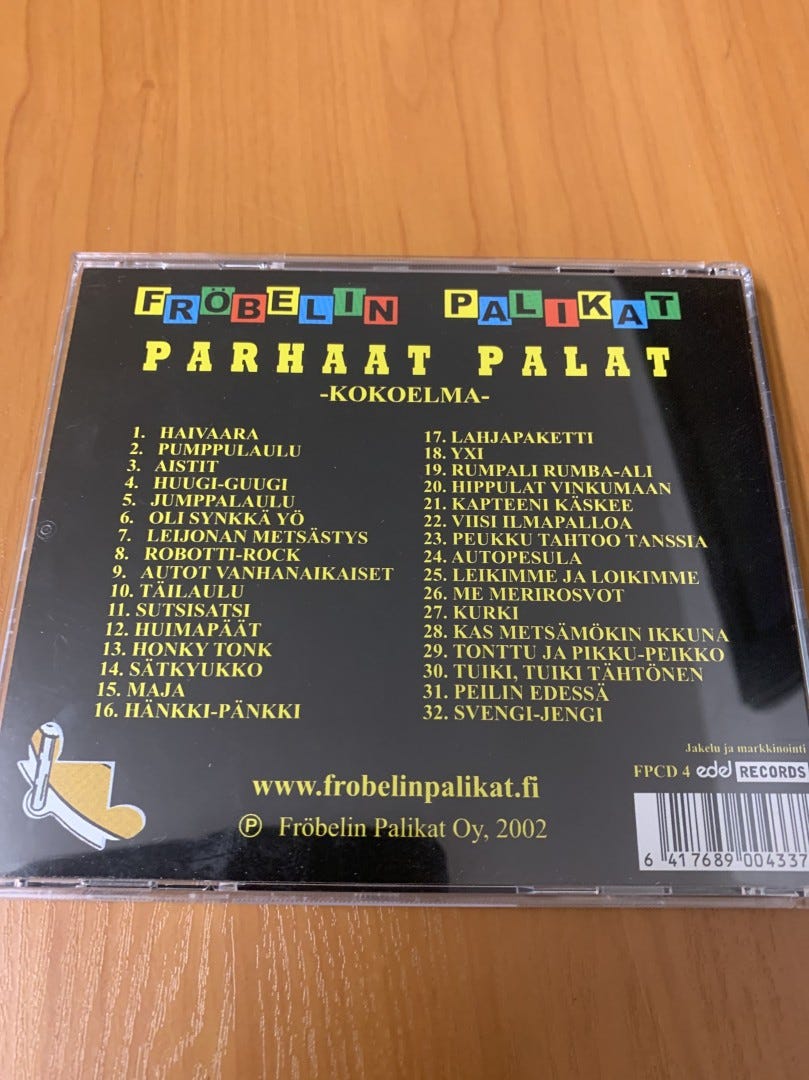 FRÖBELIN PALIKAT
PARHAAT PALAT
-KOKOELMA-
1. HAIVAARA
2. PUMPPULAULU
3. AISTIT
4. HUUGI-GUUGI
5. JUMPPALAULU
6. OLI SYNKKÄ YÖ
7. LEIJONAN METSÄSTYS
8. ROBOTTI-ROCK
9. AUTOT VANHANAIKAISET
10. TÄILAULU
11. SUTSISATSI
12. HUIMAPÄÄT
13. HONKY TONK
14. SÄTKYUKKO
15. MAJA
16. HÄNKKI-PÄNKKI
17. LAHJAPAKETTI
18. YXI
19. RUMPALI RUMBA-ALI
20. HIPPULAT VINKUMAAN
21. KAPTEENI KÄSKEE
22. VIISI ILMAPALLOA
23. PEUKKU TAHTOO TANSSIA
24. AUTOPESULA
25. LEIKIMME JA LOIKIMME
26. ME MERIROSVOT
27. KURKI
28. KAS METSÄMÖKIN IKKUNA
29. TONTTU JA PIKKU-PEIKKO
30. TUIKI, TUIKI TÄHTÖNEN
31. PEILIN EDESSÄ
32. SVENGI-JENGI
Jakelu ja markkinointi
FPCD 4 edel RECORDS
www.frobelinpalikat.fi
Ⓟ Fröbelin Palikat Oy, 2002
6 417689 004337